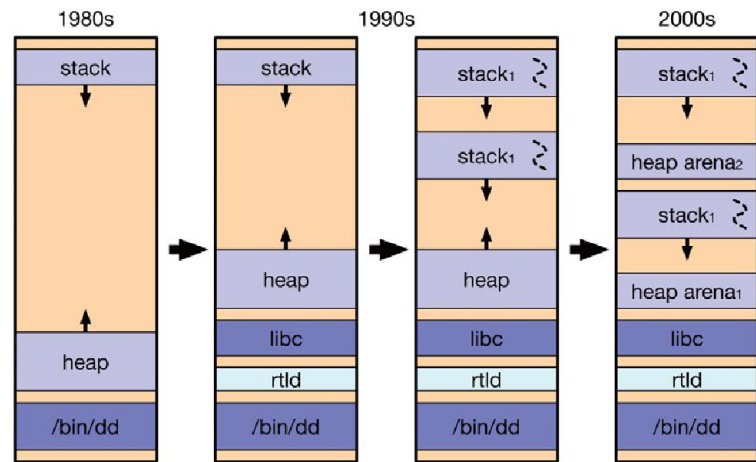 1980s
1990s
2000s
stack
heap
/bin/dd
stack
heap
libc
rtld
/bin/dd
stack1
stack1
heap
libc
rtld
/bin/dd
stack1
heap arena2
stack1
heap arena1
libc
rtld
/bin/dd